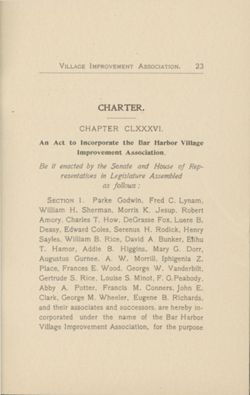 VILLAGE IMPROVEMENT ASSOCIATION. 23
CHARTER.
CHAPTER CLXXXVI.
An Act to Incorporate the Bar Harbor Village
Improvement Association.
Be it enacted by the Senate and House of Rep-
resentatives in Legislature Assembled
as follows:
SECTION 1. Parke Godwin, Fred C. Lynam,
William H. Sherman, Morris K. Jesup, Robert
Amory, Charles T. How, DeGrasse Fox, Luere B,
Deasy, Edward Coles, Serenus H. Rodick, Henry
Sayles, William B. Rice, David A Bunker, Elihu
T. Hamor, Addie B. Higgins, Mary G. Dorr,
Augustus Gurnee, A. W. Morrill, Iphigenia Z,
Place, Frances E. Wood, George W. Vanderbilt,
Gertrude S. Rice, Louise S. Minot, F. G. Peabody,
Abby A. Potter, Francis M. Conners, John E.
Clark, George M. Wheeler, Eugene B. Richards,
and their associates and successors, are hereby in-
corporated under the name of the Bar Harbor
Village Improvement Association, for the purpose